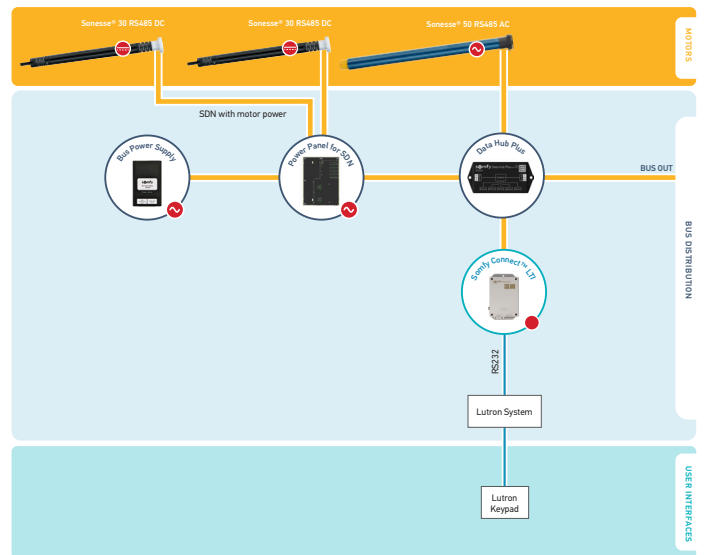 Sonesse® 30 RS485 DC
Sonesse® 30 RS485 DC
Sonesse® 50 RS485 AC
MOTORS
SDN with motor power
Bus Power Supply
Power Panel for SDN
Data Hub Plus
somfy
BUS OUT
BUS DISTRIBUTION
Somfy Connect™ LTI
RS232
Lutron System
Lutron
Keypad
USER INTERFACES